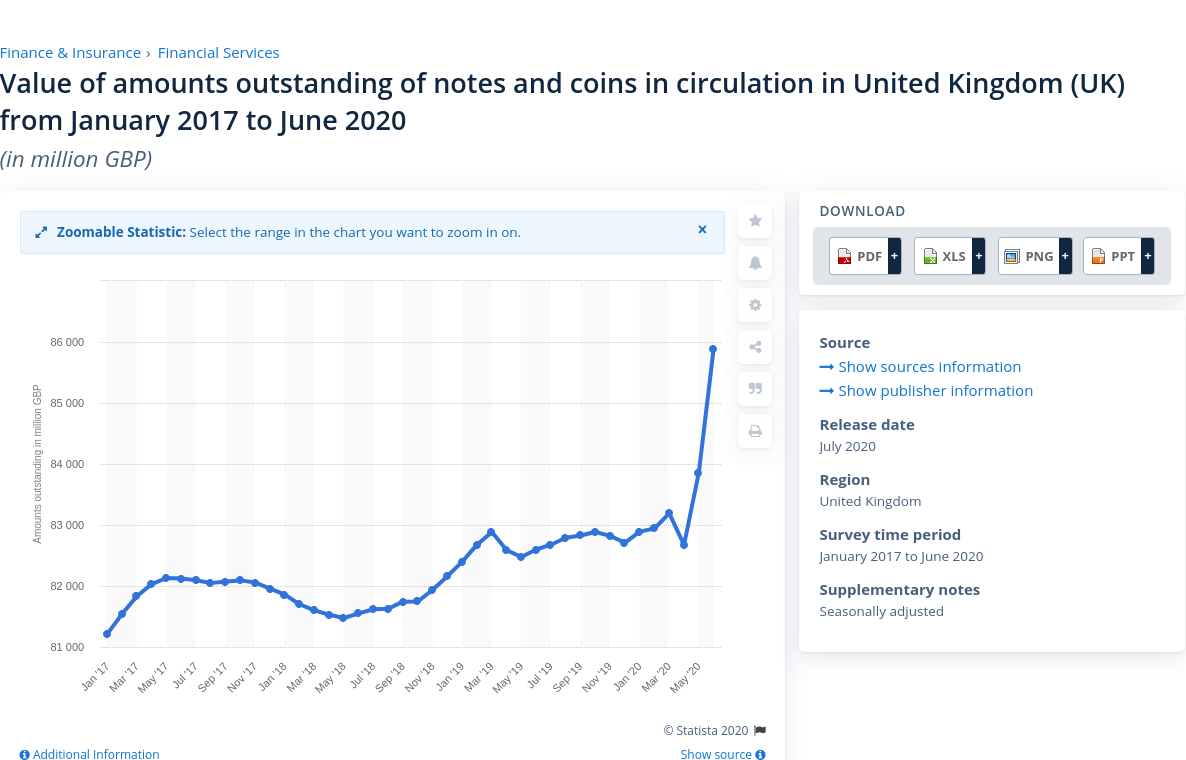 Finance & Insurance › Financial Services
Value of amounts outstanding of notes and coins in circulation in United Kingdom (UK)
from January 2017 to June 2020
(in million GBP)
Zoomable Statistic: Select the range in the chart you want to zoom in on.
×
Amounts outstanding in million GBP
86 000
85 000
84 000
83 000
82 000
81 000
Jan '17
Mar '17
May '17
Jul '17
Sep '17
Nov '17
Jan '18
Mar '18
May '18
Jul '18
Sep '18
Nov '18
Jan '19
Mar '19
May '19
Jul '19
Sep '19
Nov '19
Jan '20
Mar '20
May '20
© Statista 2020
Additional Information
Show source
DOWNLOAD
PDF + XLS + PNG + PPT +
Source
Show sources information
Show publisher information
Release date
July 2020
Region
United Kingdom
Survey time period
January 2017 to June 2020
Supplementary notes
Seasonally adjusted